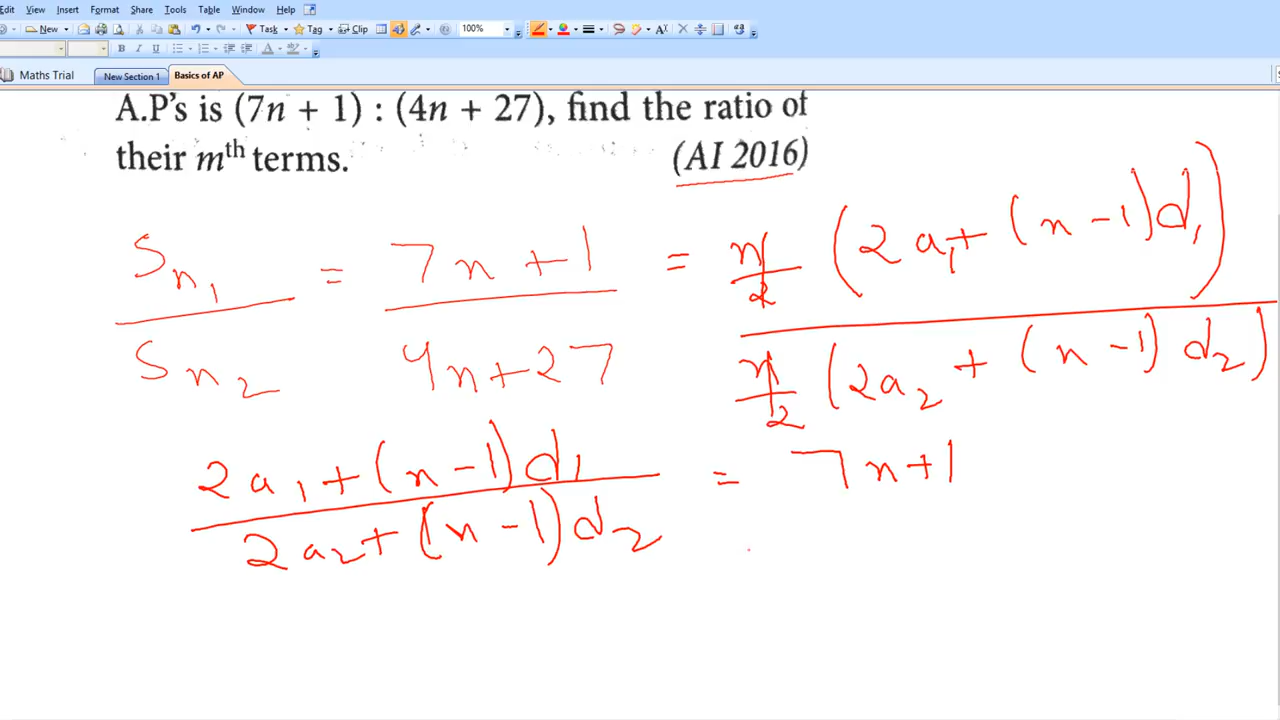 Edit View Insert Format Share Tools Table Window Help
New Task Tag Clip 100%
B I U A
Maths Trial New Section 1 Basics of AP
A.P's is (7n + 1) : (4n + 27), find the ratio of
their mth terms. (AI 2016)
Sn1 / Sn2 = 7n+1 / 4n+27 = n/2 (2a1+(n-1)d1) / n/2 (2a2+(n-1)d2)
2a1+(n-1)d1 / 2a2+(n-1)d2 = 7n+1